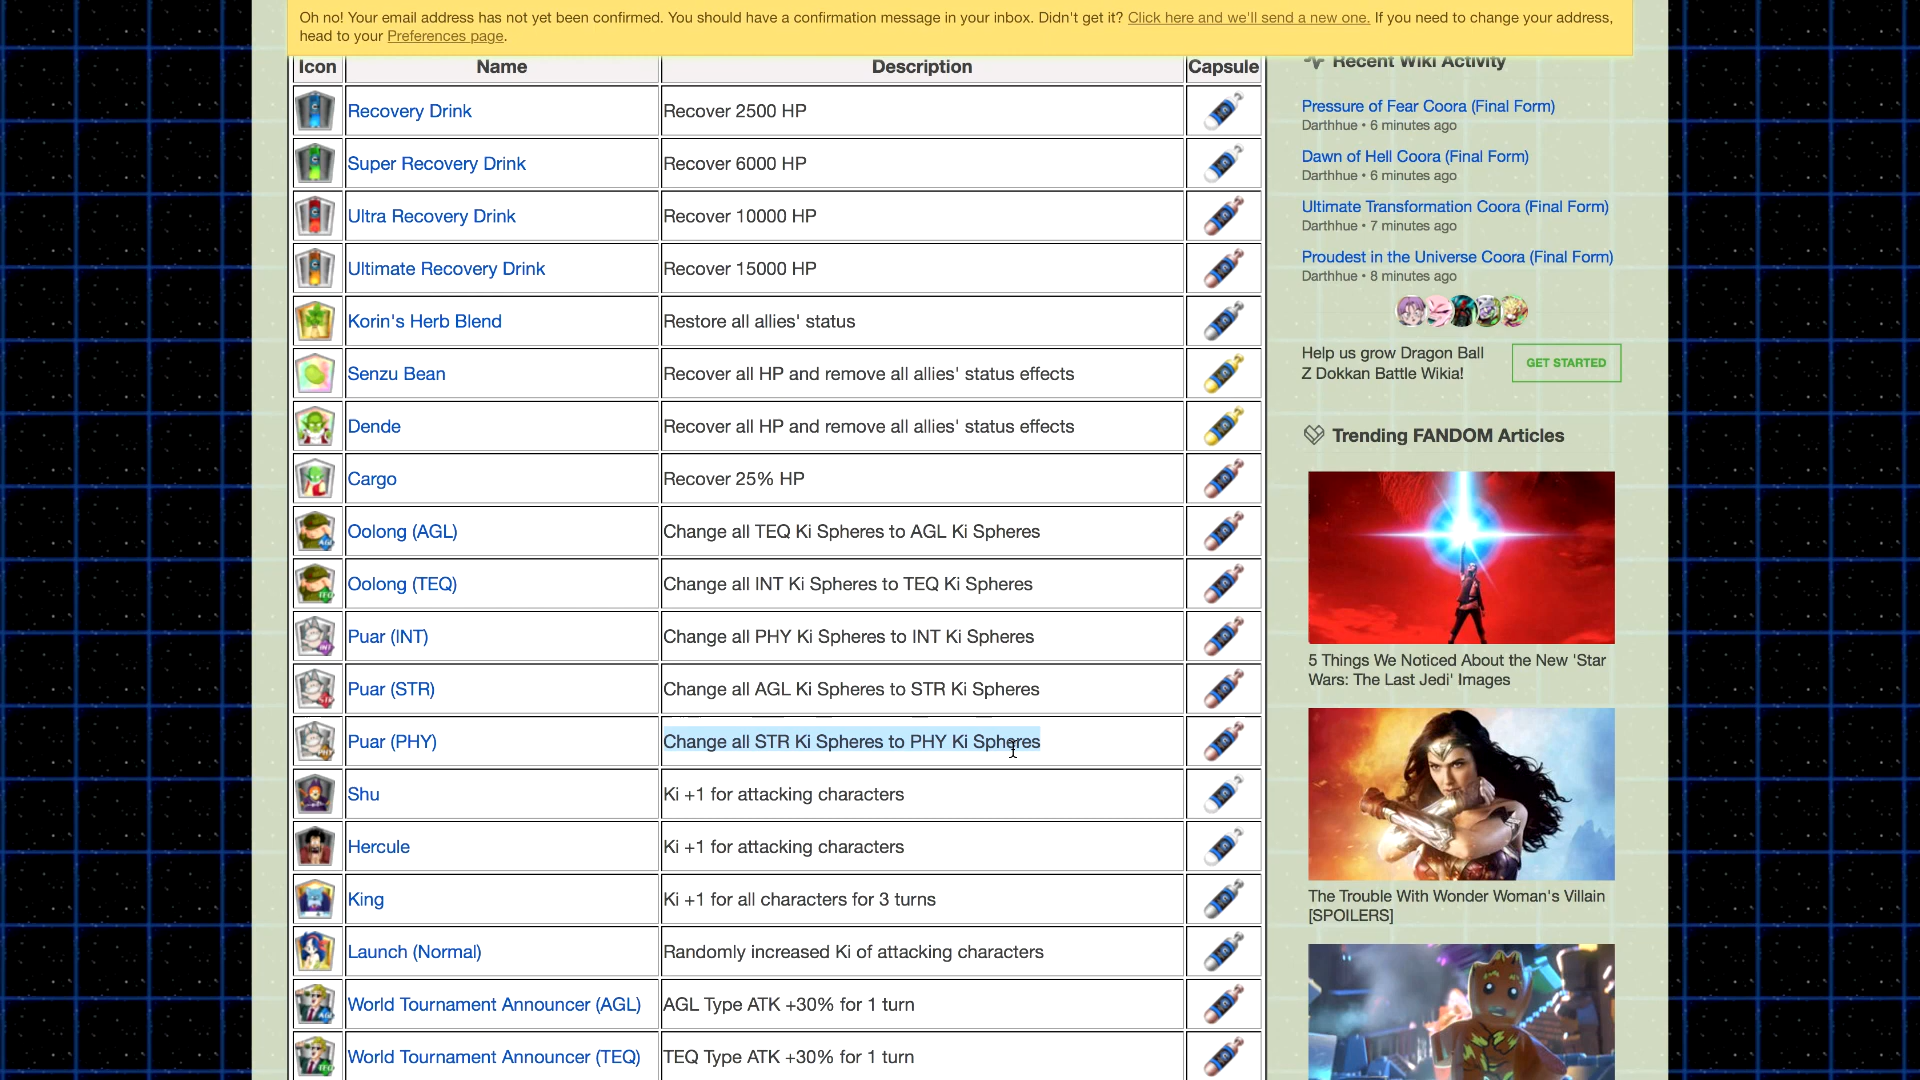 Oh no! Your email address has not yet been confirmed. You should have a confirmation message in your inbox. Didn't get it? Click here and we'll send a new one. If you need to change your address,
head to your Preferences page.
Icon Name Description Capsule
Recovery Drink Recover 2500 HP
Super Recovery Drink Recover 6000 HP
Ultra Recovery Drink Recover 10000 HP
Ultimate Recovery Drink Recover 15000 HP
Korin's Herb Blend Restore all allies' status
Senzu Bean Recover all HP and remove all allies' status effects
Dende Recover all HP and remove all allies' status effects
Cargo Recover 25% HP
Oolong (AGL) Change all TEQ Ki Spheres to AGL Ki Spheres
Oolong (TEQ) Change all INT Ki Spheres to TEQ Ki Spheres
Puar (INT) Change all PHY Ki Spheres to INT Ki Spheres
Puar (STR) Change all AGL Ki Spheres to STR Ki Spheres
Puar (PHY) Change all STR Ki Spheres to PHY Ki Spheres
Shu Ki +1 for attacking characters
Hercule Ki +1 for attacking characters
King Ki +1 for all characters for 3 turns
Launch (Normal) Randomly increased Ki of attacking characters
World Tournament Announcer (AGL) AGL Type ATK +30% for 1 turn
World Tournament Announcer (TEQ) TEQ Type ATK +30% for 1 turn
Recent Wiki Activity
Pressure of Fear Coora (Final Form)
Darthhue • 6 minutes ago
Dawn of Hell Coora (Final Form)
Darthhue • 6 minutes ago
Ultimate Transformation Coora (Final Form)
Darthhue • 7 minutes ago
Proudest in the Universe Coora (Final Form)
Darthhue • 8 minutes ago
Help us grow Dragon Ball
Z Dokkan Battle Wikia!
GET STARTED
Trending FANDOM Articles
5 Things We Noticed About the New 'Star
Wars: The Last Jedi' Images
The Trouble With Wonder Woman's Villain
[SPOILERS]